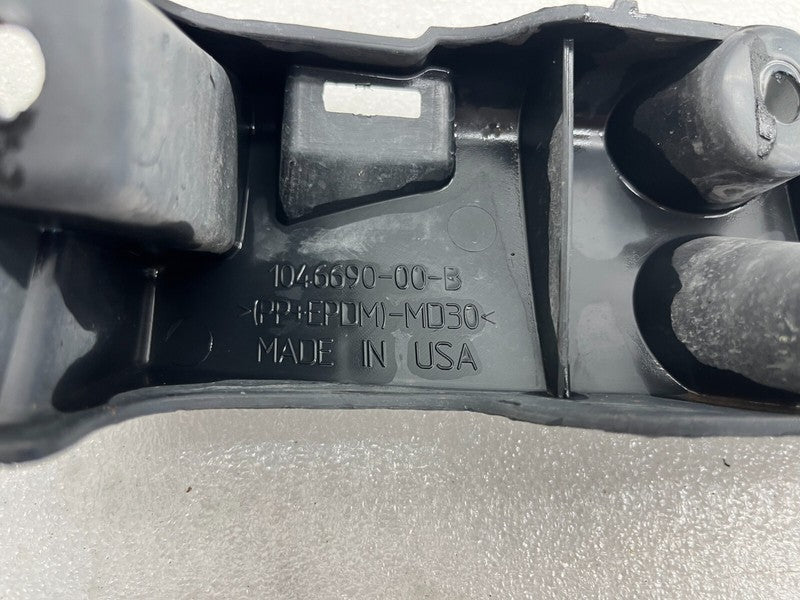 1046690-00-B
>(PP+EPDM)-MD30<
MADE IN USA